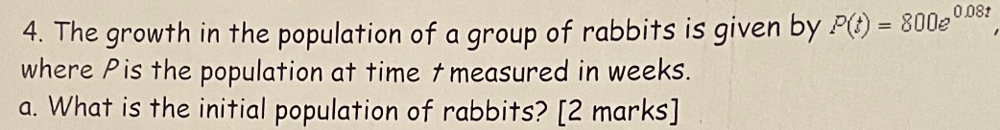 4. The growth in the population of a group of rabbits is given by P(t) = 800e^0.08t,
where P is the population at time t measured in weeks.
a. What is the initial population of rabbits? [2 marks]